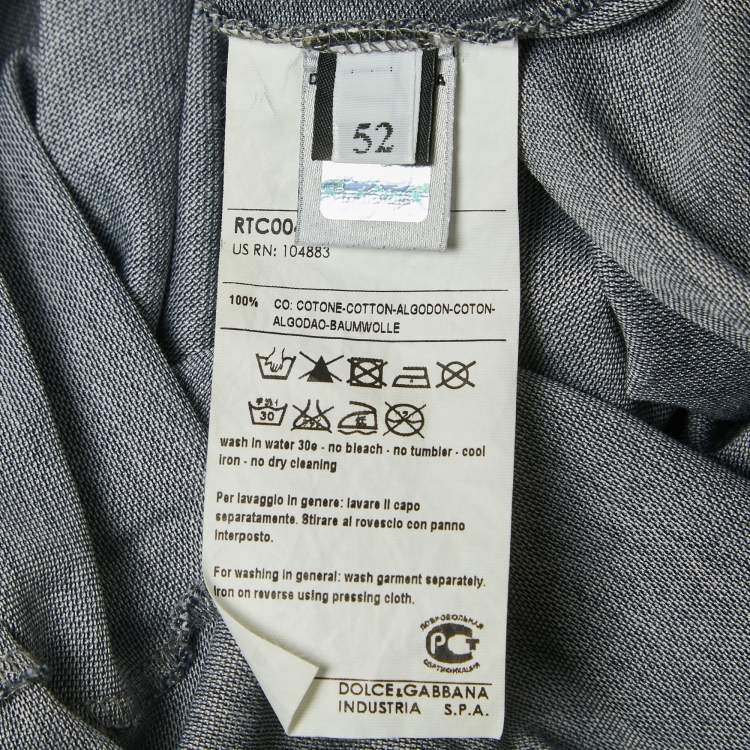 52
RTC00
US RN: 104883
100% CO: COTONE-COTTON-ALGODON-COTON-
ALGODAO-BAUMWOLLE
30
wash in water 30e - no bleach - no tumbler - cool
iron - no dry cleaning
Per lavaggio in genere: lavare il capo
separatamente. Stirare al rovescio con panno
interposto.
For washing in general: wash garment separately.
Iron on reverse using pressing cloth.
ДОБРОВОЛЬНАЯ
РСТ
СЕРТИФИКАЦИЯ
DOLCE&GABBANA
INDUSTRIA S.P.A.